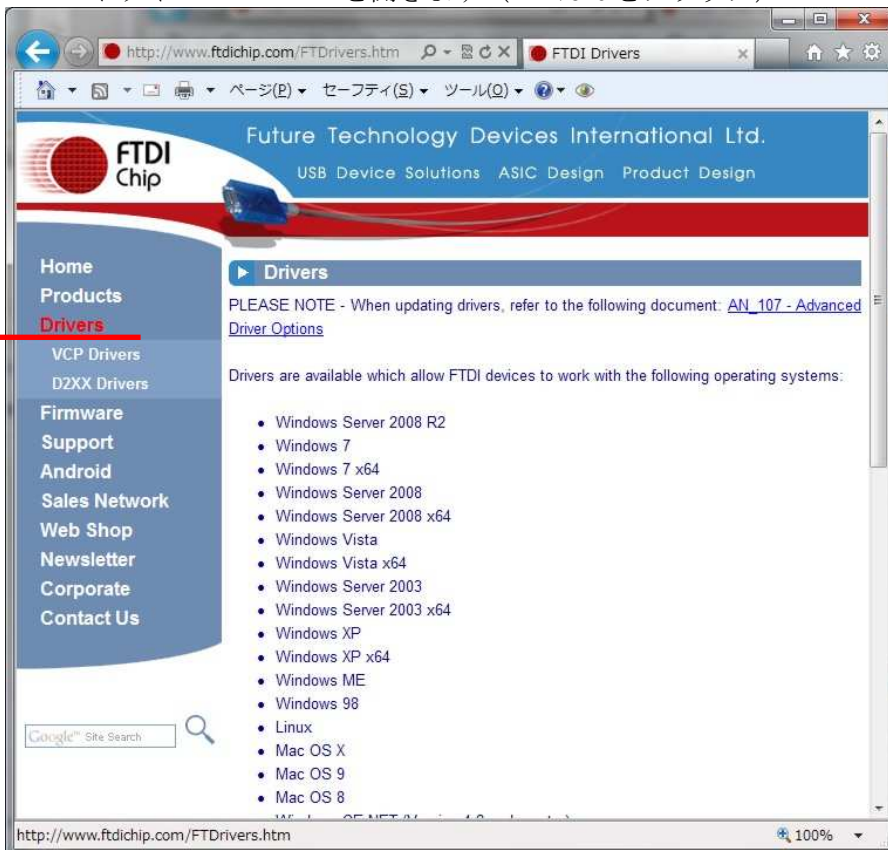 http://www.ftdichip.com/FTDrivers.htm
FTDI Drivers
ページ(P) セーフティ(S) ツール(O)
FTDI
Chip
Future Technology Devices International Ltd.
USB Device Solutions ASIC Design Product Design
Home
Products
Drivers
VCP Drivers
D2XX Drivers
Firmware
Support
Android
Sales Network
Web Shop
Newsletter
Corporate
Contact Us
Google™ Site Search
Drivers
PLEASE NOTE - When updating drivers, refer to the following document: AN_107 - Advanced
Driver Options
Drivers are available which allow FTDI devices to work with the following operating systems:
Windows Server 2008 R2
Windows 7
Windows 7 x64
Windows Server 2008
Windows Server 2008 x64
Windows Vista
Windows Vista x64
Windows Server 2003
Windows Server 2003 x64
Windows XP
Windows XP x64
Windows ME
Windows 98
Linux
Mac OS X
Mac OS 9
Mac OS 8
http://www.ftdichip.com/FTDrivers.htm
100%